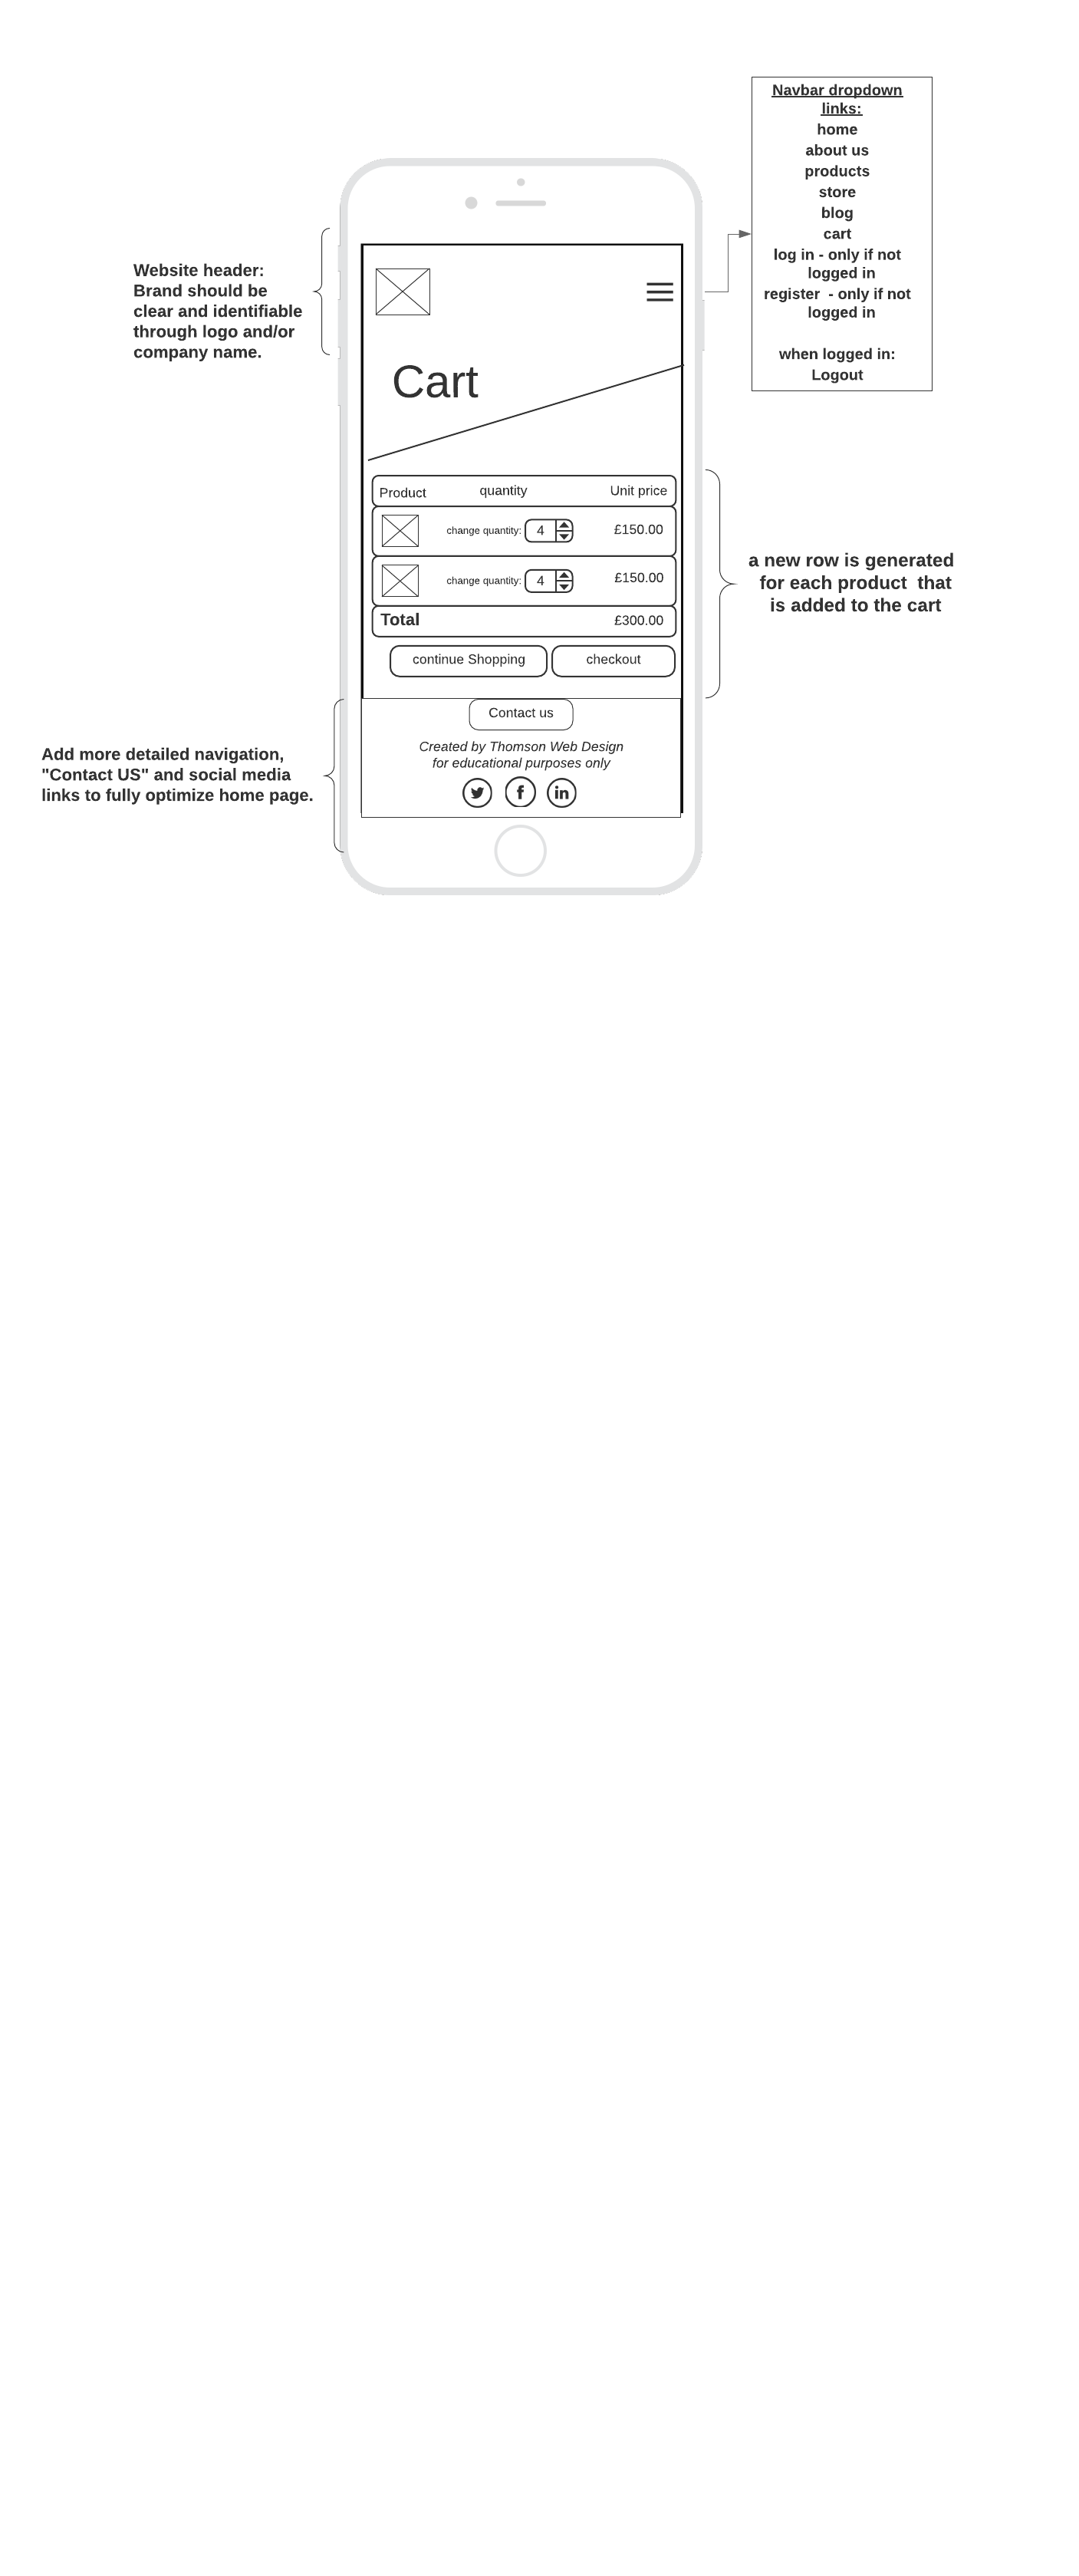 Navbar dropdown
links:
home
about us
products
store
blog
cart
log in - only if not
logged in
register  - only if not
logged in
when logged in:
Logout
Website header:
Brand should be
clear and identifiable
through logo and/or
company name.
Cart
Product quantity Unit price
change quantity: 4 £150.00
change quantity: 4 £150.00
Total £300.00
continue Shopping checkout
a new row is generated
for each product  that
is added to the cart
Contact us
Created by Thomson Web Design
for educational purposes only
Add more detailed navigation,
"Contact US" and social media
links to fully optimize home page.